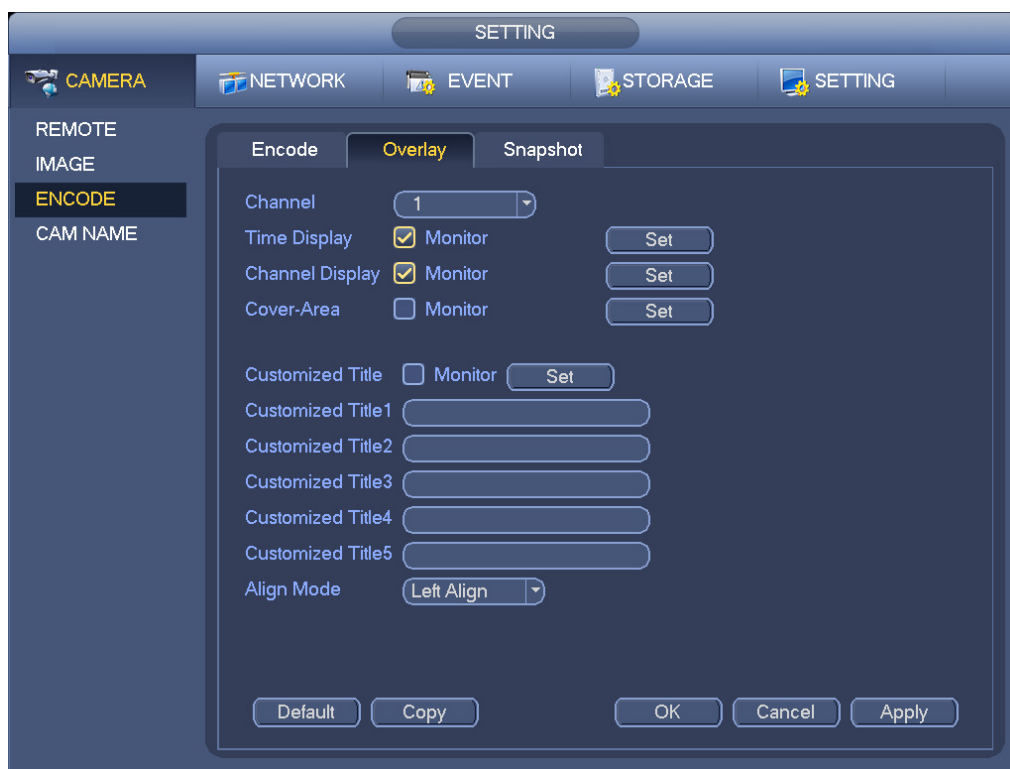 SETTING
CAMERA NETWORK EVENT STORAGE SETTING
REMOTE
IMAGE
ENCODE
CAM NAME
Encode Overlay Snapshot
Channel 1
Time Display Monitor Set
Channel Display Monitor Set
Cover-Area Monitor Set
Customized Title Monitor Set
Customized Title1
Customized Title2
Customized Title3
Customized Title4
Customized Title5
Align Mode Left Align
Default Copy OK Cancel Apply